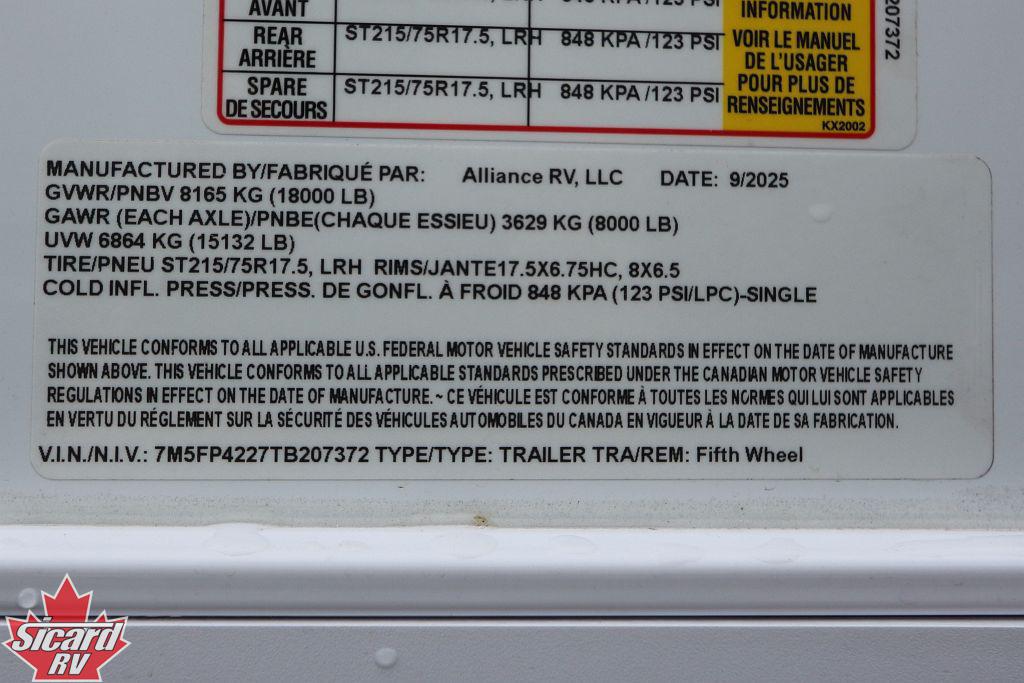 AVANT
INFORMATION
REAR ST215/75R17.5, LRH 848 KPA /123 PSI VOIR LE MANUEL
ARRIÈRE DE L'USAGER
SPARE ST215/75R17.5, LRH 848 KPA /123 PSI POUR PLUS DE
DE SECOURS RENSEIGNEMENTS
KX2002
207372
MANUFACTURED BY/FABRIQUÉ PAR: Alliance RV, LLC DATE: 9/2025
GVWR/PNBV 8165 KG (18000 LB)
GAWR (EACH AXLE)/PNBE(CHAQUE ESSIEU) 3629 KG (8000 LB)
UVW 6864 KG (15132 LB)
TIRE/PNEU ST215/75R17.5, LRH RIMS/JANTE17.5X6.75HC, 8X6.5
COLD INFL. PRESS/PRESS. DE GONFL. À FROID 848 KPA (123 PSI/LPC)-SINGLE
THIS VEHICLE CONFORMS TO ALL APPLICABLE U.S. FEDERAL MOTOR VEHICLE SAFETY STANDARDS IN EFFECT ON THE DATE OF MANUFACTURE
SHOWN ABOVE. THIS VEHICLE CONFORMS TO ALL APPLICABLE STANDARDS PRESCRIBED UNDER THE CANADIAN MOTOR VEHICLE SAFETY
REGULATIONS IN EFFECT ON THE DATE OF MANUFACTURE. ~ CE VÉHICULE EST CONFORME À TOUTES LES NORMES QUI LUI SONT APPLICABLES
EN VERTU DU RÉGLEMENT SUR LA SÉCURITÉ DES VÉHICULES AUTOMOBILES DU CANADA EN VIGUEUR À LA DATE DE SA FABRICATION.
V.I.N./N.I.V.: 7M5FP4227TB207372 TYPE/TYPE: TRAILER TRA/REM: Fifth Wheel
Sicard
RV